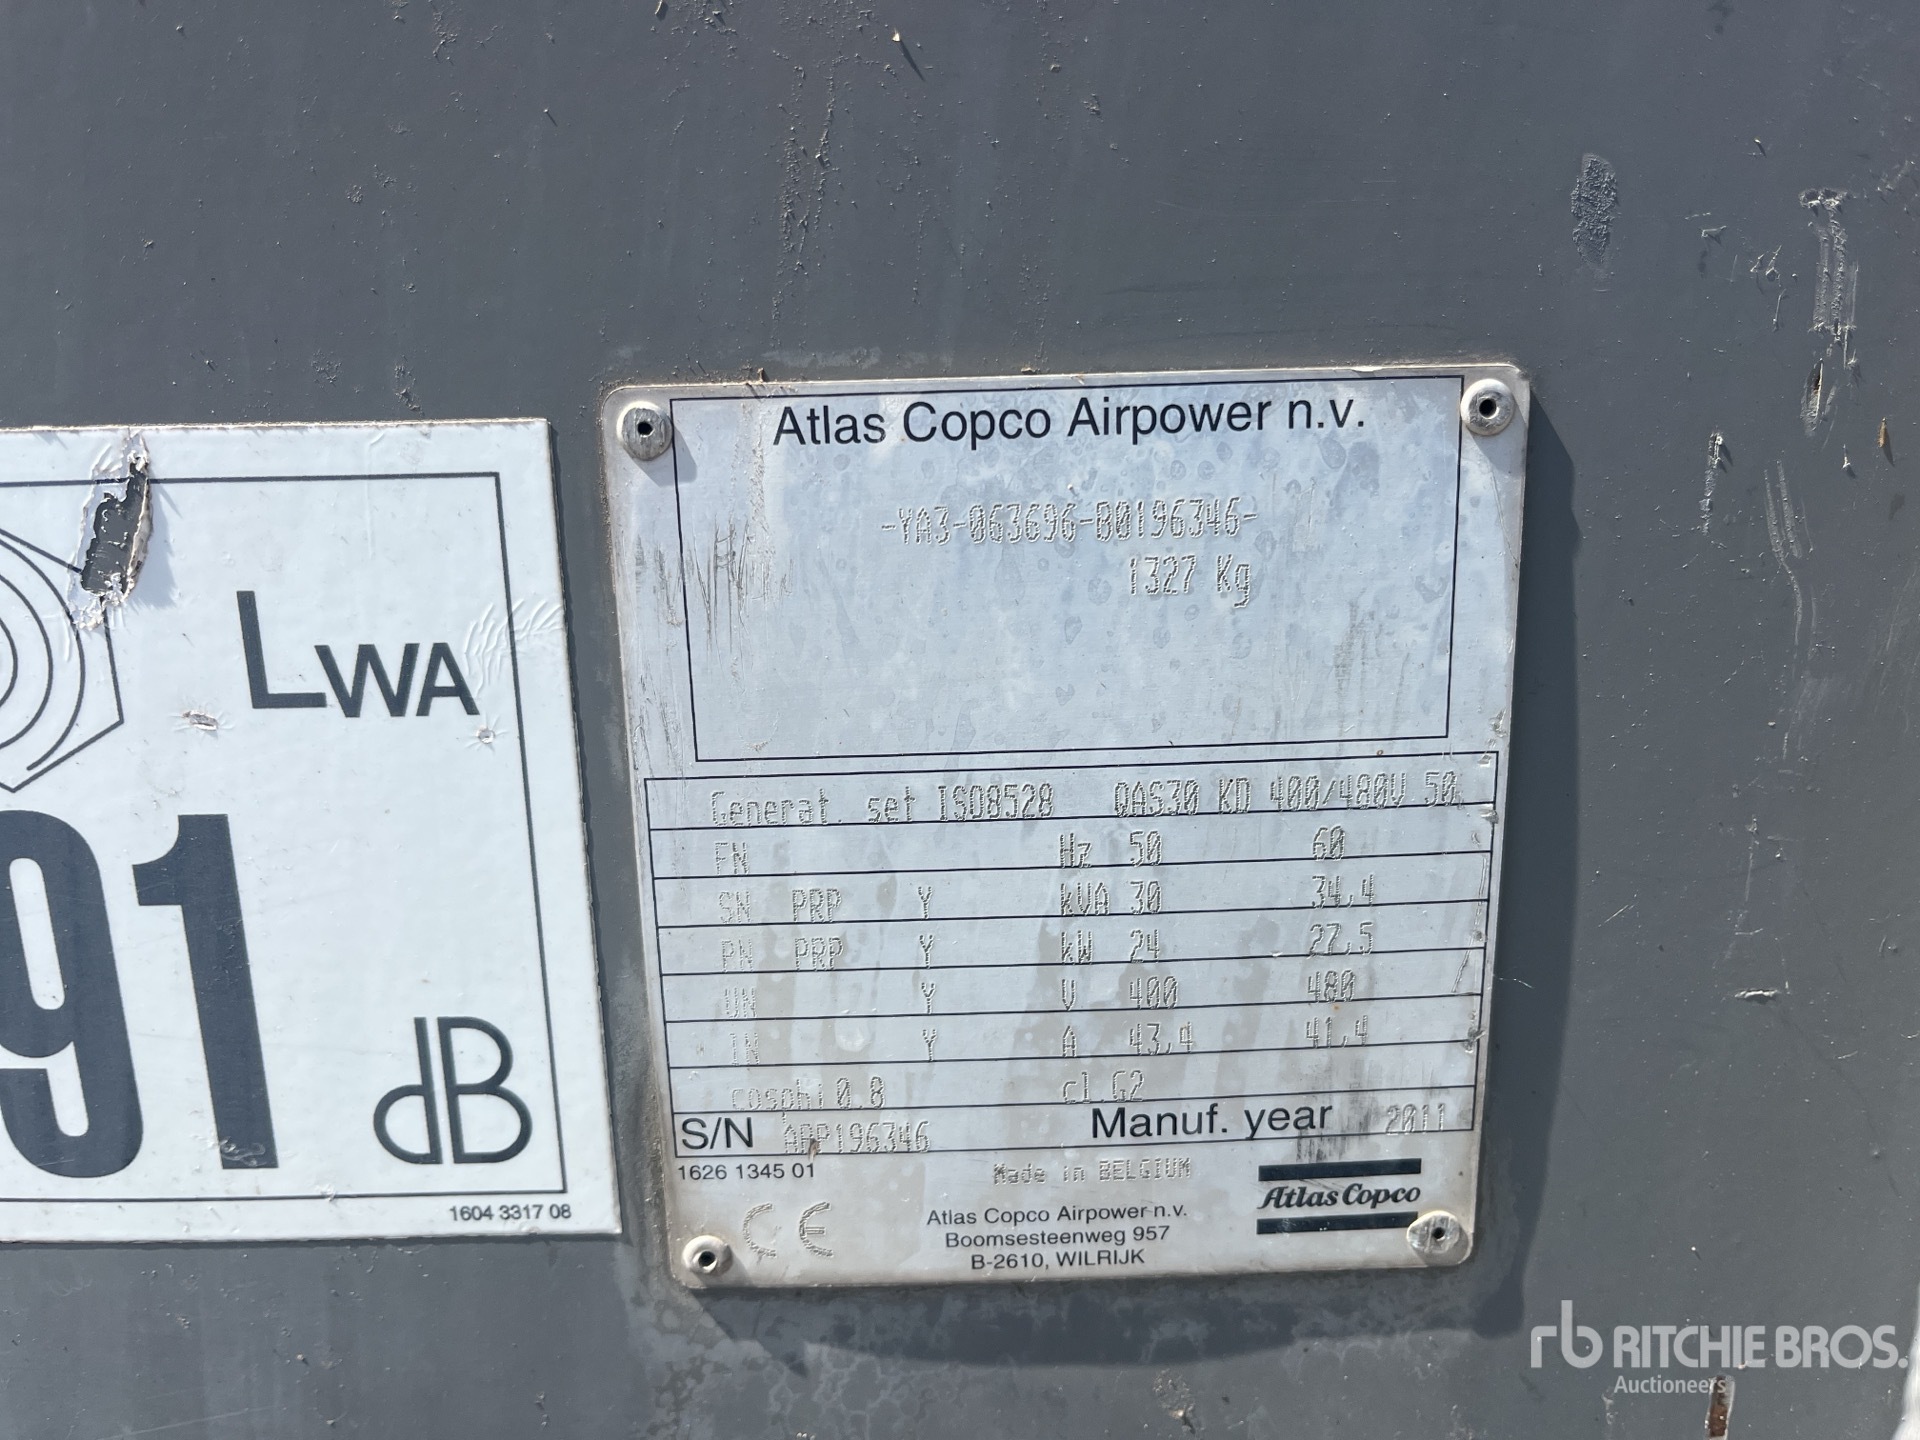 LWA
91
dB
1604 3317 08
Atlas Copco Airpower n.v.
-YA3-063696-B0196346-
1327 Kg
Generat. set ISO8528 QAS30 KD 400/480V 50
FN Hz 50 60
SN PRP Y kVA 30 34,4
PN PRP Y kW 24 27,5
UN Y V 400 480
IN Y A 43,4 41,4
cosphi 0.8 cl.G2
S/N APP196346 Manuf. year 2011
1626 1345 01
Made in BELGIUM
CE
Atlas Copco Airpower n.v.
Boomsesteenweg 957
B-2610, WILRIJK
Atlas Copco
rb RITCHIE BROS.
Auctioneers